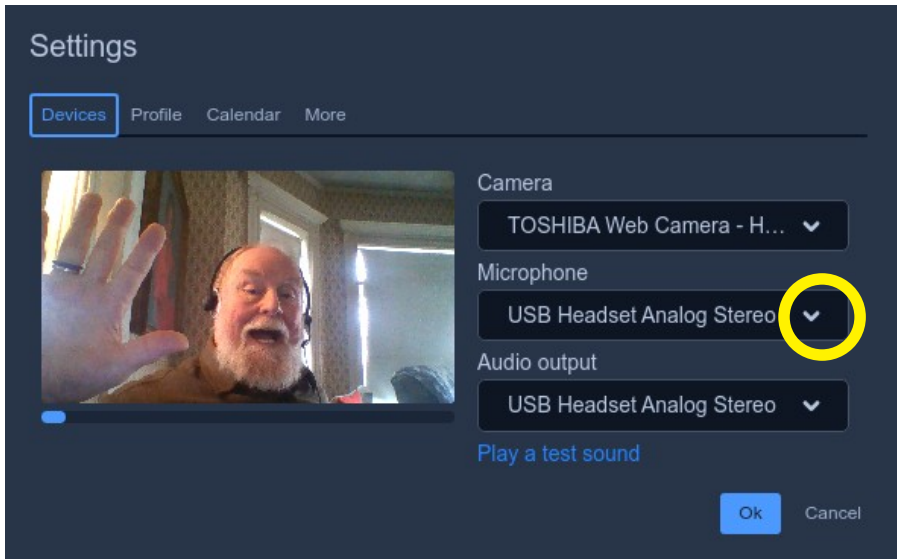 Settings
Devices Profile Calendar More
Camera
TOSHIBA Web Camera - H...
Microphone
USB Headset Analog Stereo
Audio output
USB Headset Analog Stereo
Play a test sound
Ok Cancel